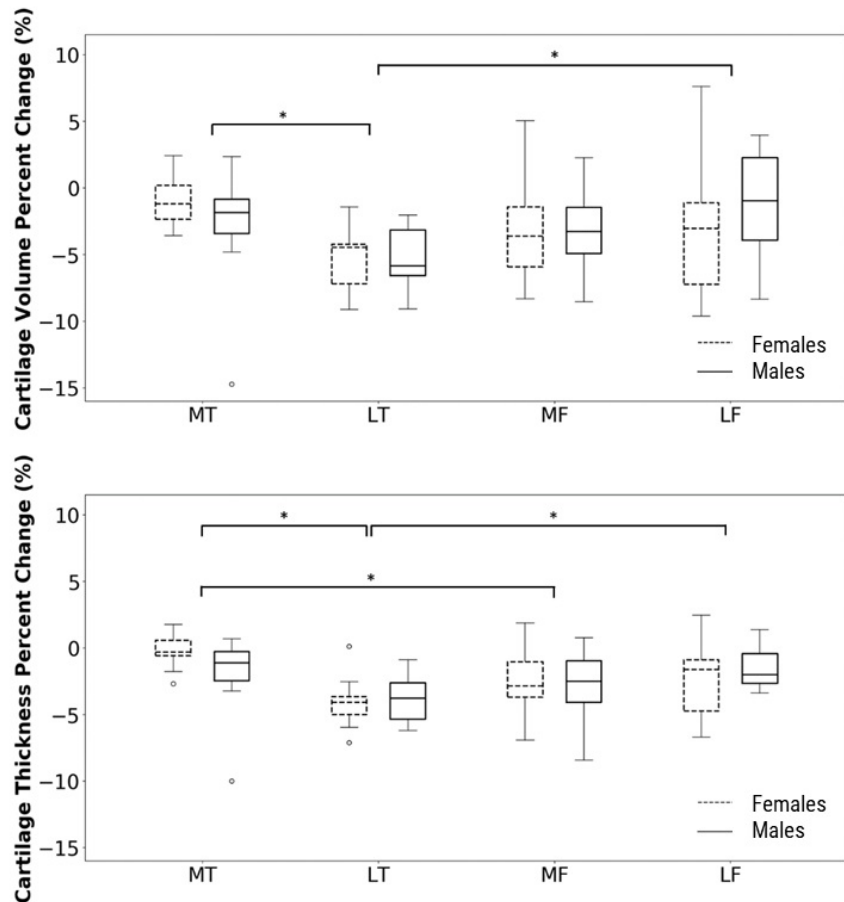 Cartilage Volume Percent Change (%)
10
5
0
−5
−10
−15
*
*
Females
Males
MT LT MF LF
Cartilage Thickness Percent Change (%)
10
5
0
−5
−10
−15
* *
*
Females
Males
MT LT MF LF